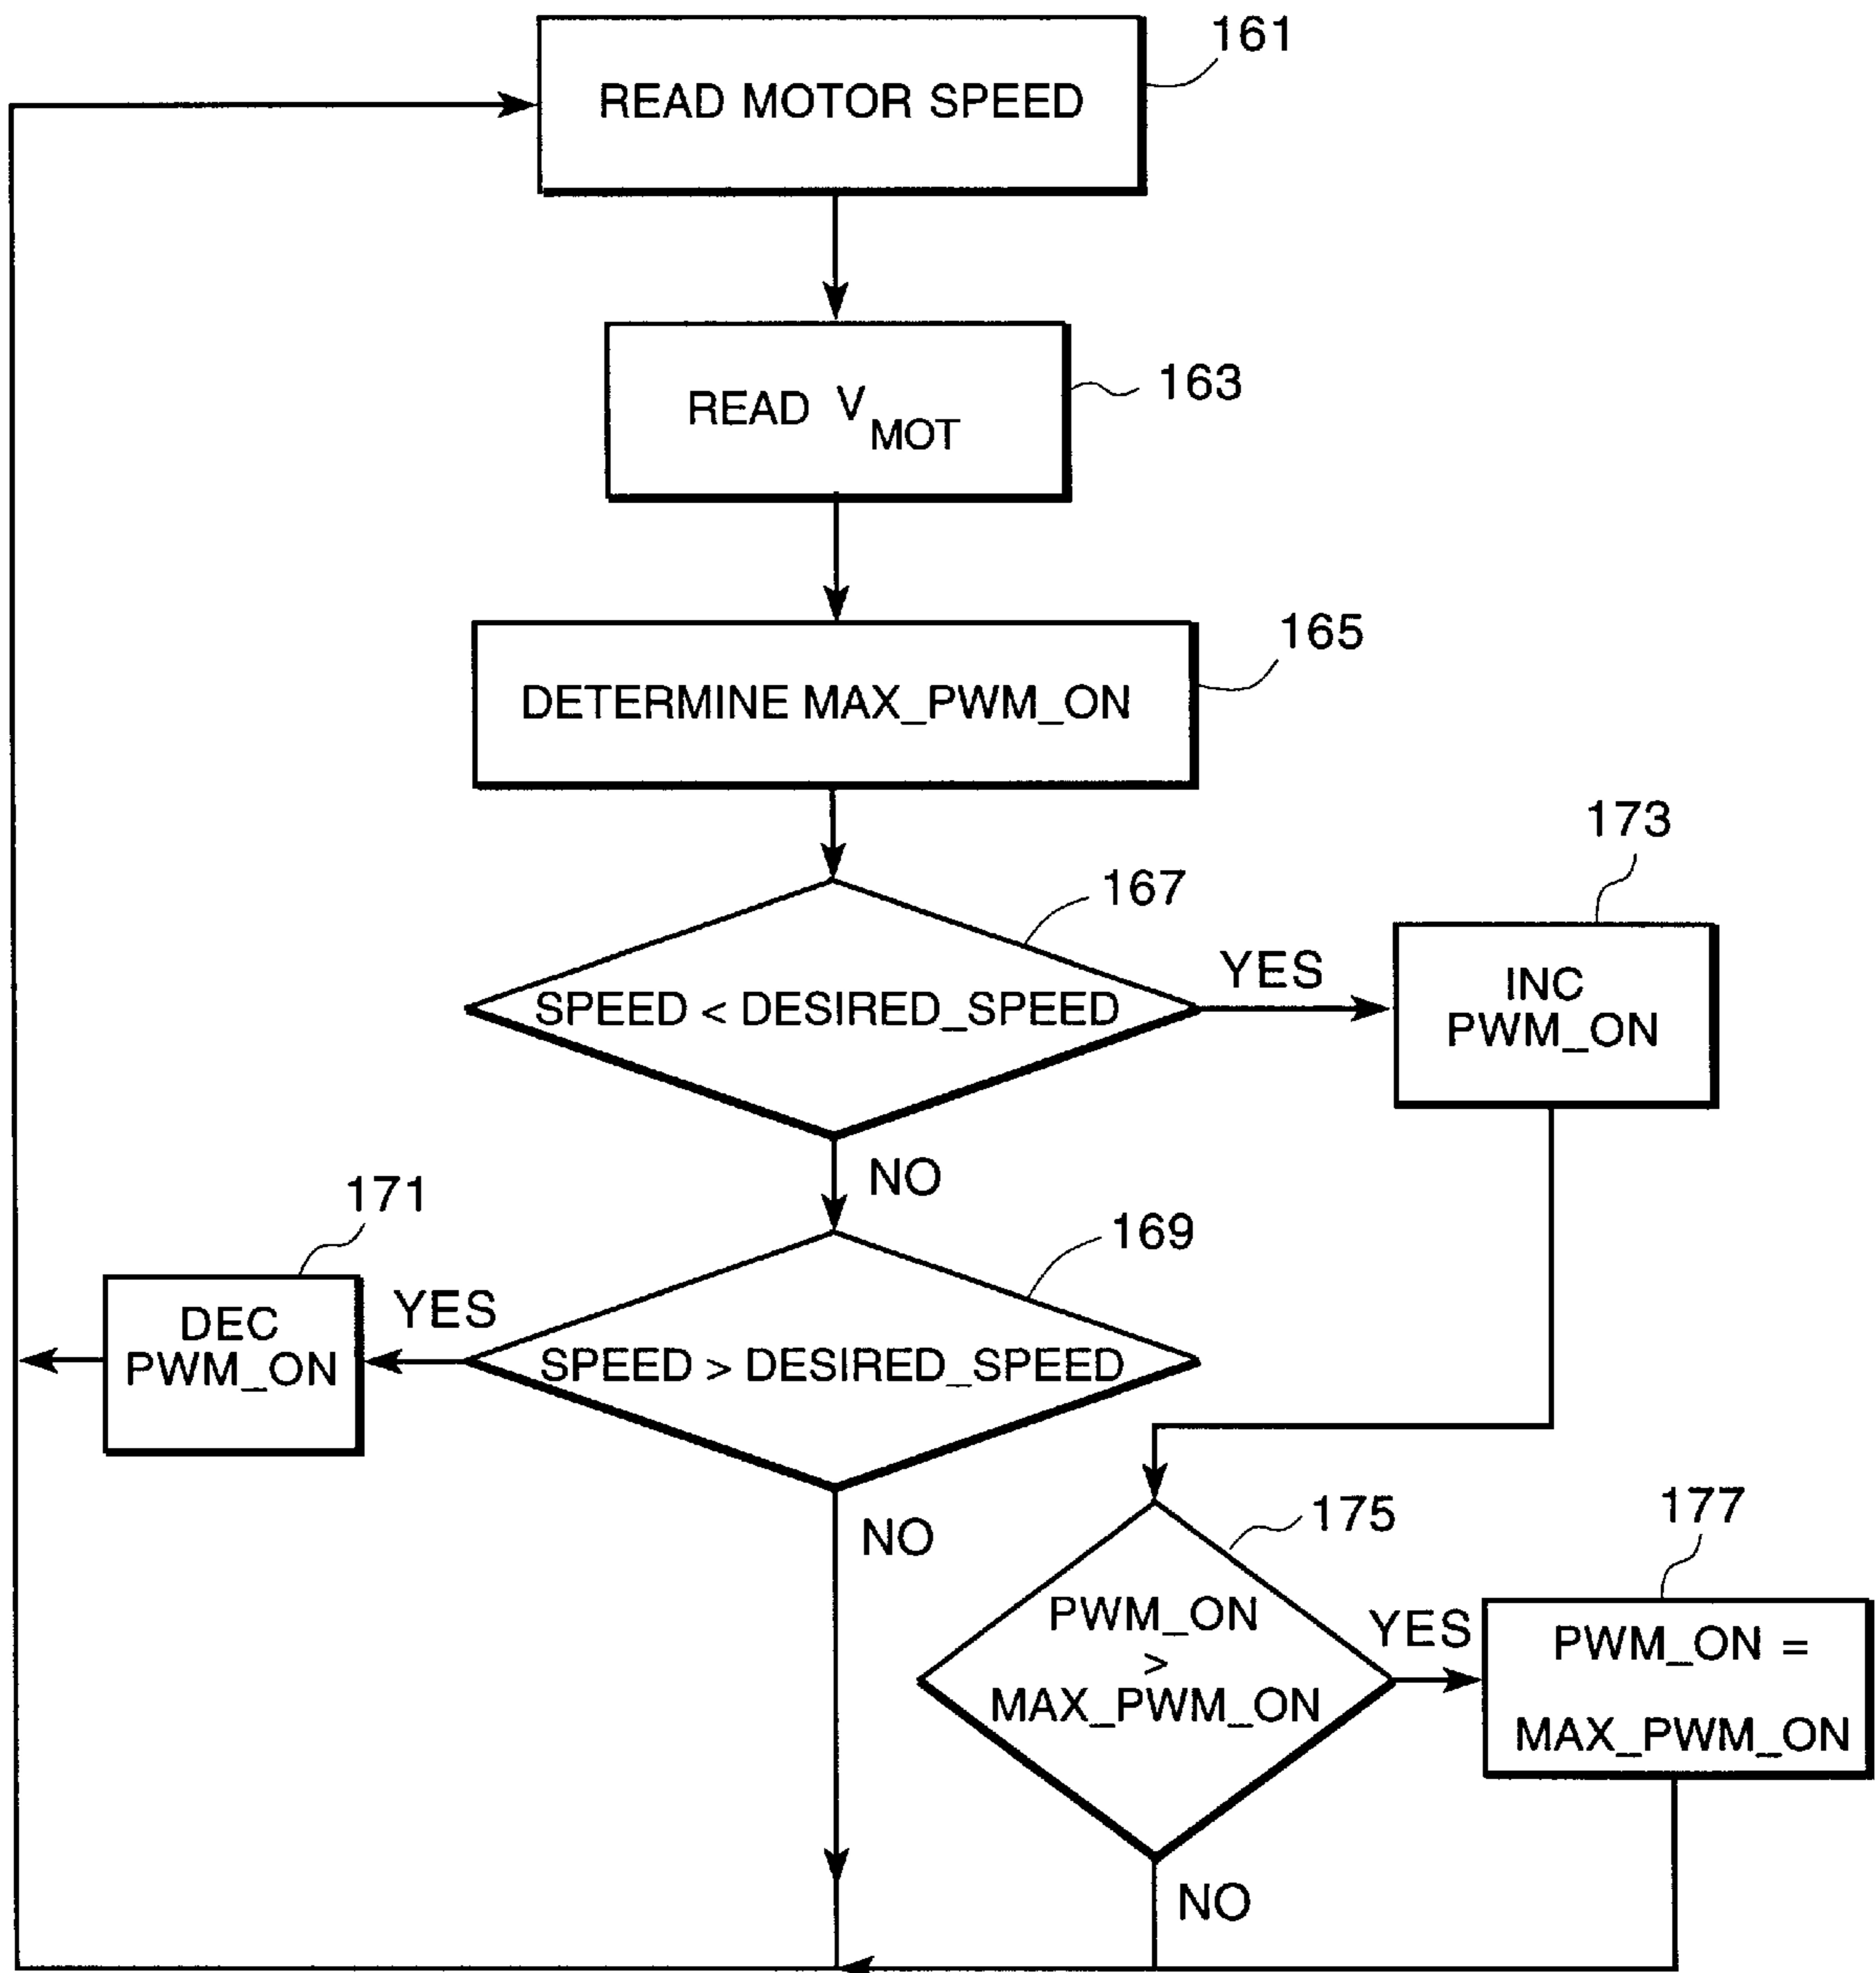 161
READ MOTOR SPEED
163
READ V MOT
165
DETERMINE MAX_PWM_ON
167
SPEED < DESIRED_SPEED
YES
173
INC
PWM_ON
NO
171
DEC
PWM_ON
YES
169
SPEED > DESIRED_SPEED
NO
175
PWM_ON
>
MAX_PWM_ON
YES
177
PWM_ON =
MAX_PWM_ON
NO